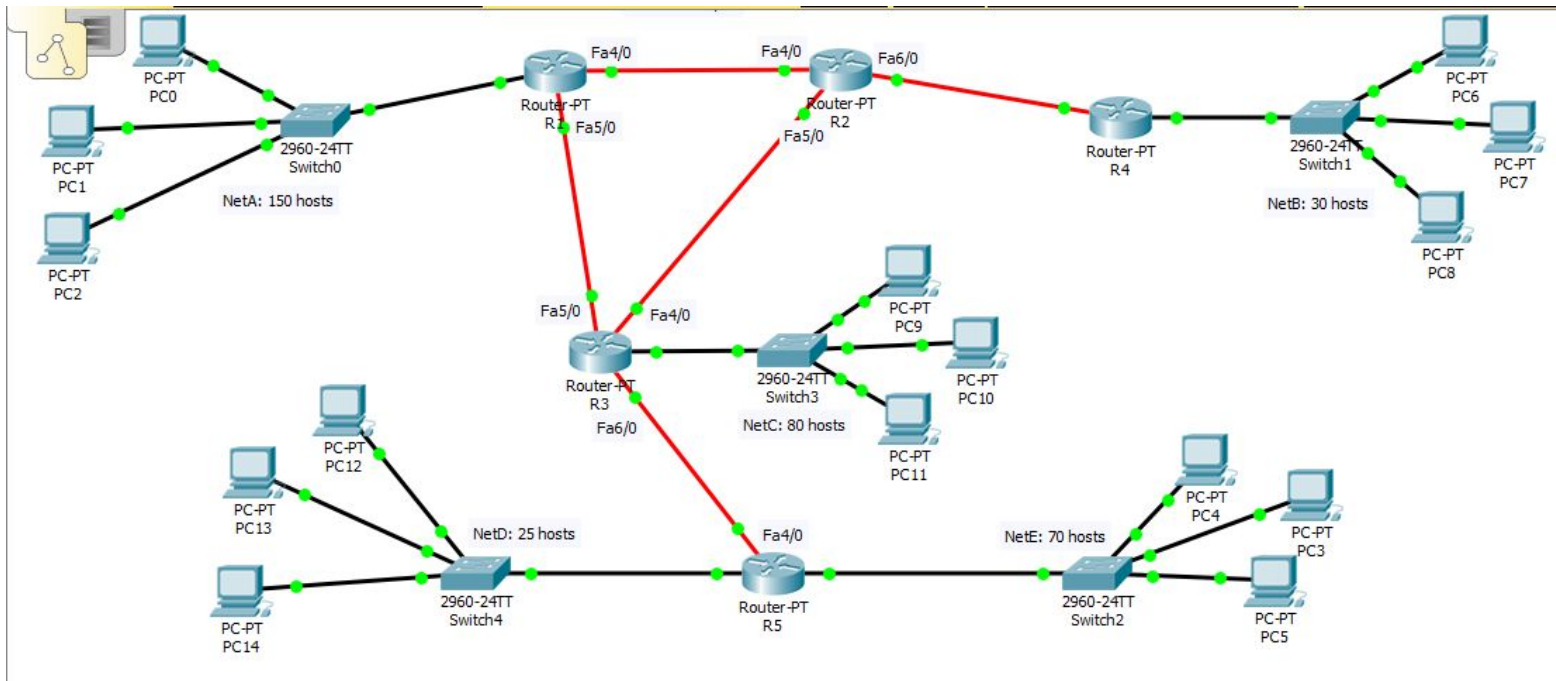 PC-PT
PC0
PC-PT
PC1
PC-PT
PC2
2960-24TT
Switch0
NetA: 150 hosts
Fa4/0
Router-PT
R1
Fa5/0
Fa4/0
Fa6/0
Router-PT
R2
Fa5/0
Router-PT
R4
2960-24TT
Switch1
NetB: 30 hosts
PC-PT
PC6
PC-PT
PC7
PC-PT
PC8
Fa5/0
Fa4/0
Router-PT
R3
Fa6/0
2960-24TT
Switch3
NetC: 80 hosts
PC-PT
PC9
PC-PT
PC10
PC-PT
PC11
PC-PT
PC12
PC-PT
PC13
PC-PT
PC14
NetD: 25 hosts
2960-24TT
Switch4
Fa4/0
Router-PT
R5
NetE: 70 hosts
2960-24TT
Switch2
PC-PT
PC4
PC-PT
PC3
PC-PT
PC5